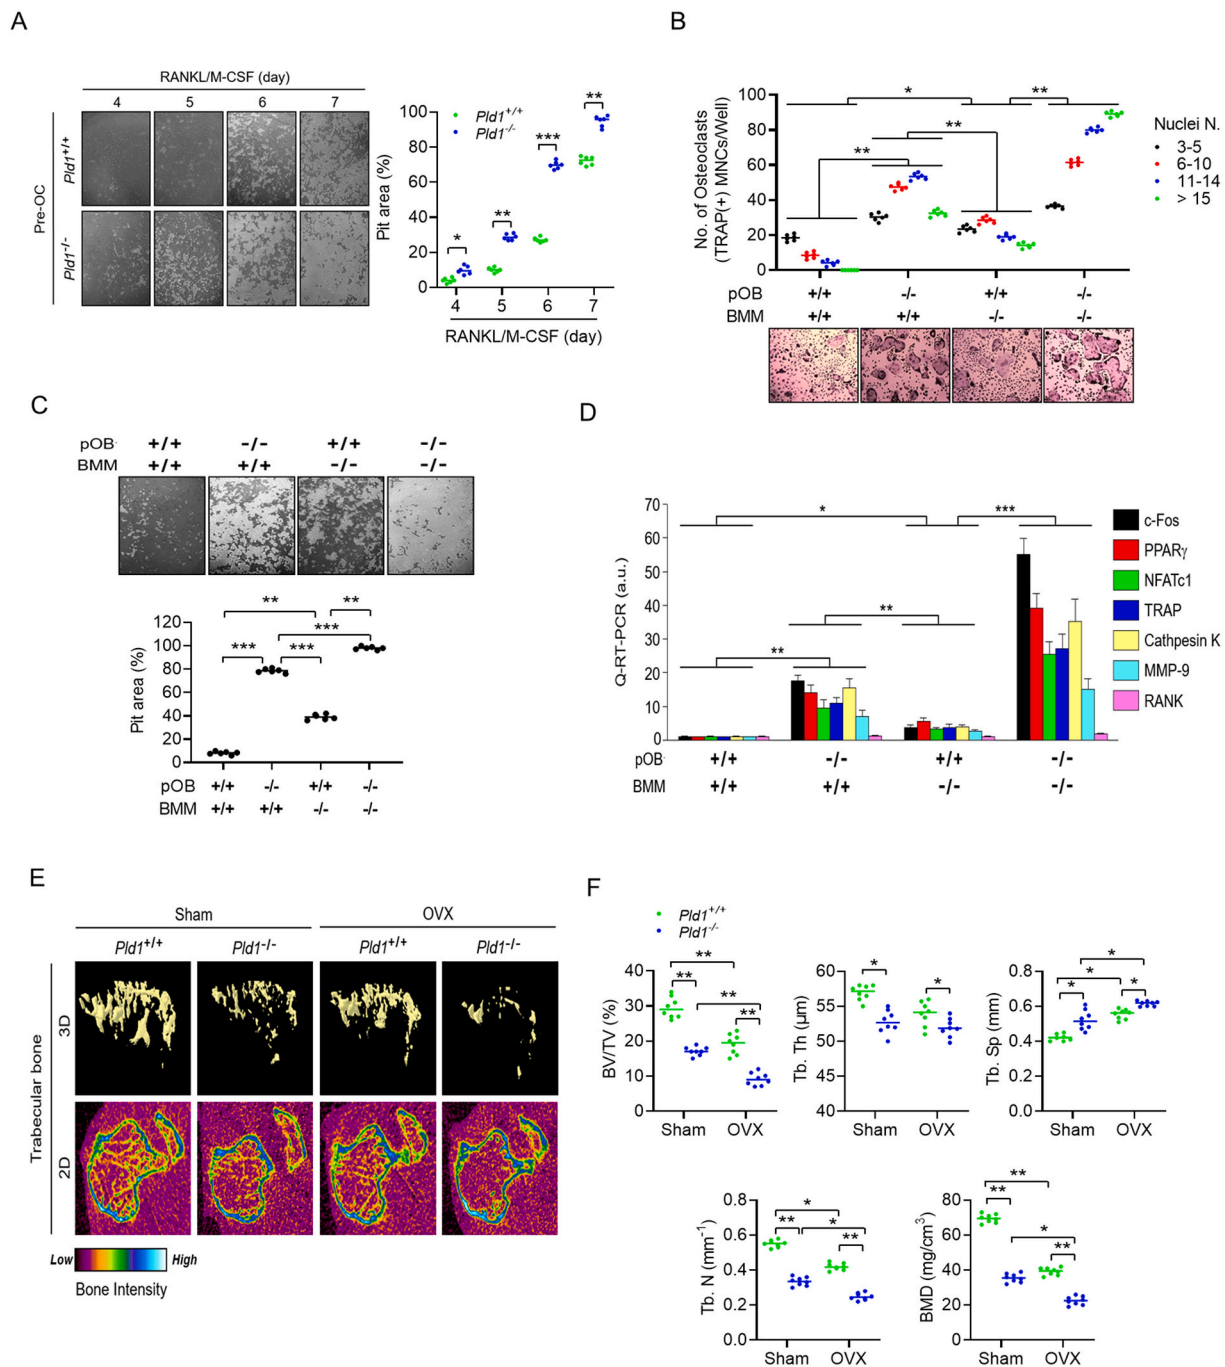 A
RANKL/M-CSF (day)
4 5 6 7
Pre-OC
Pld1+/+
Pld1-/-
Pit area (%)
100
80
60
40
20
0
Pld1+/+
Pld1-/-
* ** *** **
4 5 6 7
RANKL/M-CSF (day)
B
No. of Osteoclasts
(TRAP(+) MNCs/Well)
100
80
60
40
20
0
* **
**
**
Nuclei N.
3-5
6-10
11-14
> 15
pOB +/+ -/- +/+ -/-
BMM +/+ +/+ -/- -/-
C
pOB +/+ -/- +/+ -/-
BMM +/+ +/+ -/- -/-
Pit area (%)
120
100
80
60
40
20
0
** **
***
*** ***
pOB +/+ -/- +/+ -/-
BMM +/+ +/+ -/- -/-
D
Q-RT-PCR (a.u.)
70
60
50
40
30
20
10
0
* ***
**
**
c-Fos
PPARγ
NFATc1
TRAP
Cathpesin K
MMP-9
RANK
pOB +/+ -/- +/+ -/-
BMM +/+ +/+ -/- -/-
E
Sham OVX
Pld1+/+ Pld1-/- Pld1+/+ Pld1-/-
Trabecular bone
3D
2D
Low High
Bone Intensity
F
Pld1+/+
Pld1-/-
BV/TV (%)
40
30
20
10
0
**
**
**
**
Sham OVX
Tb. Th (μm)
60
55
50
45
40
* *
Sham OVX
Tb. Sp (mm)
0.8
0.6
0.4
0.2
0.0
*
*
* *
Sham OVX
Tb. N (mm-1)
0.8
0.6
0.4
0.2
0.0
*
** *
**
Sham OVX
BMD (mg/cm3)
80
60
40
20
0
**
**
*
**
Sham OVX